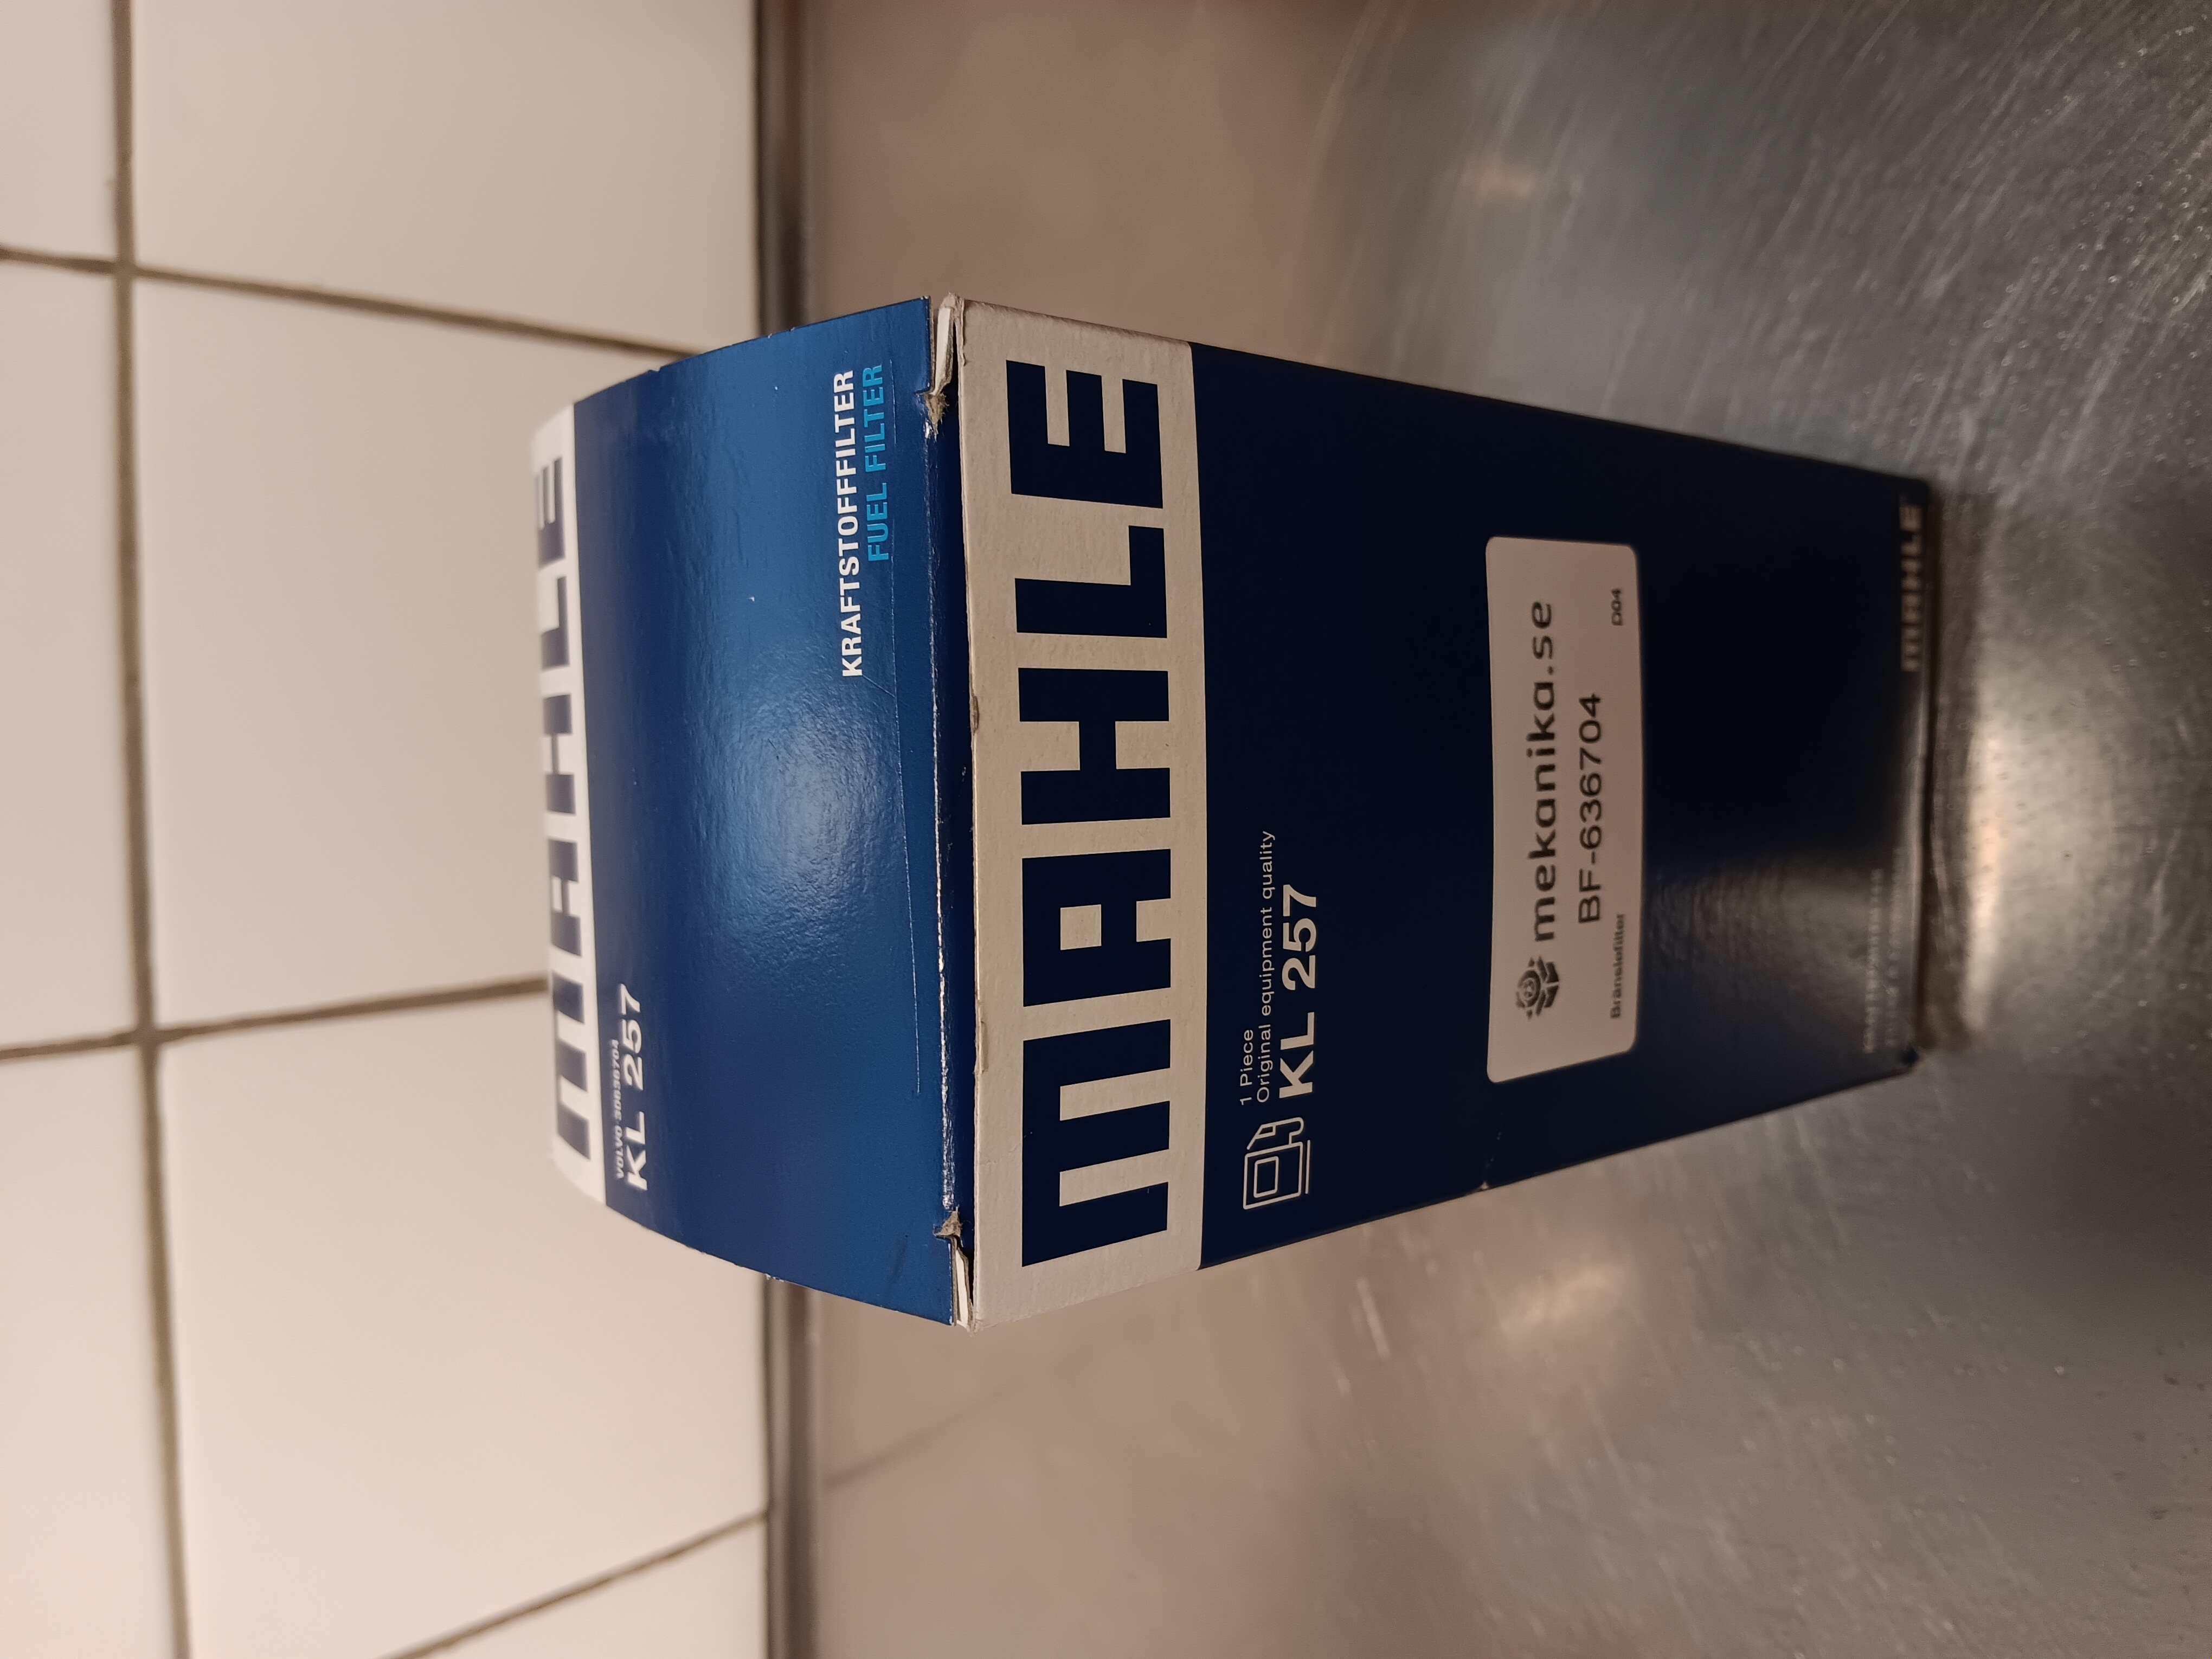 MAHLE
VOLVO 30636704
KL 257
KRAFTSTOFFFILTER
FUEL FILTER
MAHLE
1 Piece
Original equipment quality
KL 257
mekanika.se
BF-636704
Bränslefilter
D04
MAHLE